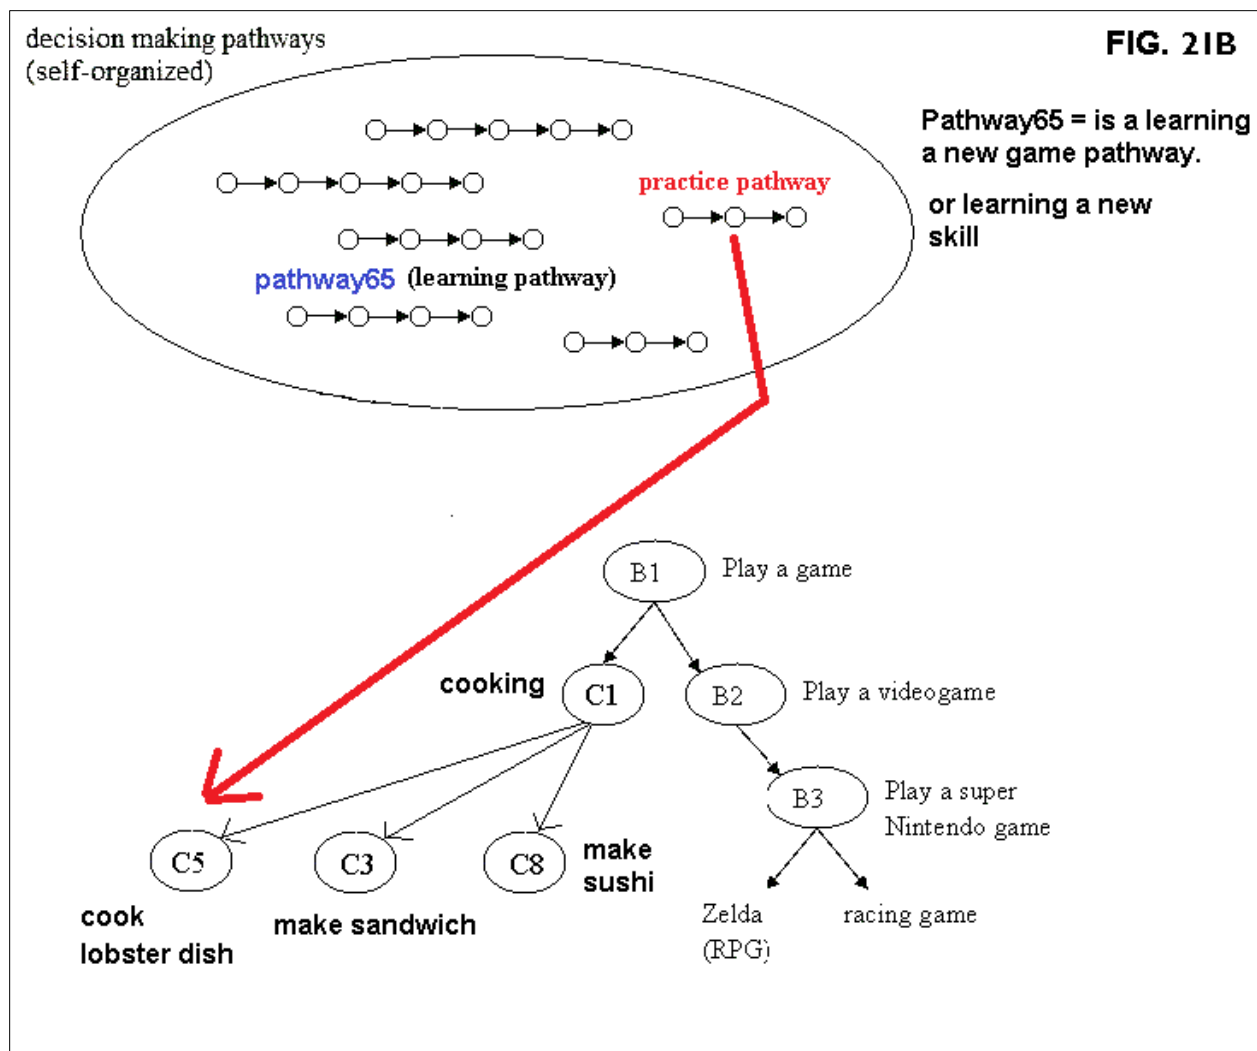 decision making pathways
(self-organized)
FIG. 21B
Pathway65 = is a learning
a new game pathway.
or learning a new
skill
practice pathway
pathway65 (learning pathway)
B1 Play a game
cooking C1 B2 Play a videogame
B3 Play a super
Nintendo game
C5 C3 C8 make
sushi
cook
lobster dish
make sandwich
Zelda
(RPG)
racing game